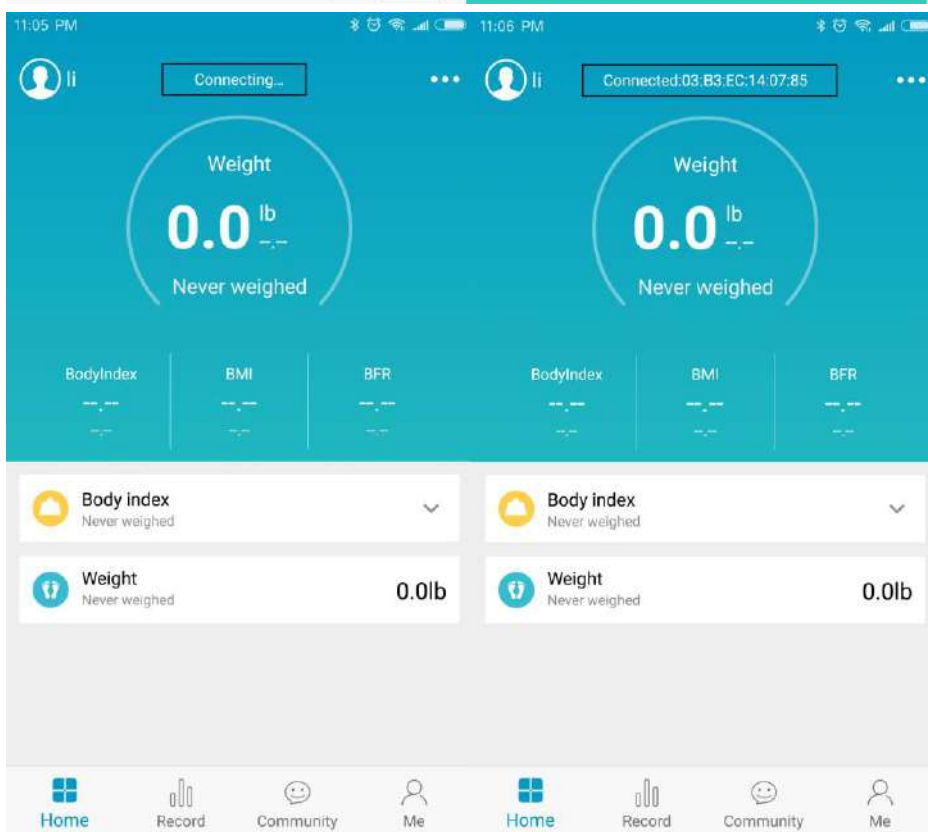 11:05 PM
li
Connecting...
Weight
0.0 lb
--.--
Never weighed
BodyIndex BMI BFR
--.-- --.-- --.--
--.-- --.-- --.--
Body index
Never weighed
Weight
Never weighed
0.0lb
Home Record Community Me
11:06 PM
li
Connected:03:B3:EC:14:07:85
Weight
0.0 lb
--.--
Never weighed
BodyIndex BMI BFR
--.-- --.-- --.--
--.-- --.-- --.--
Body index
Never weighed
Weight
Never weighed
0.0lb
Home Record Community Me